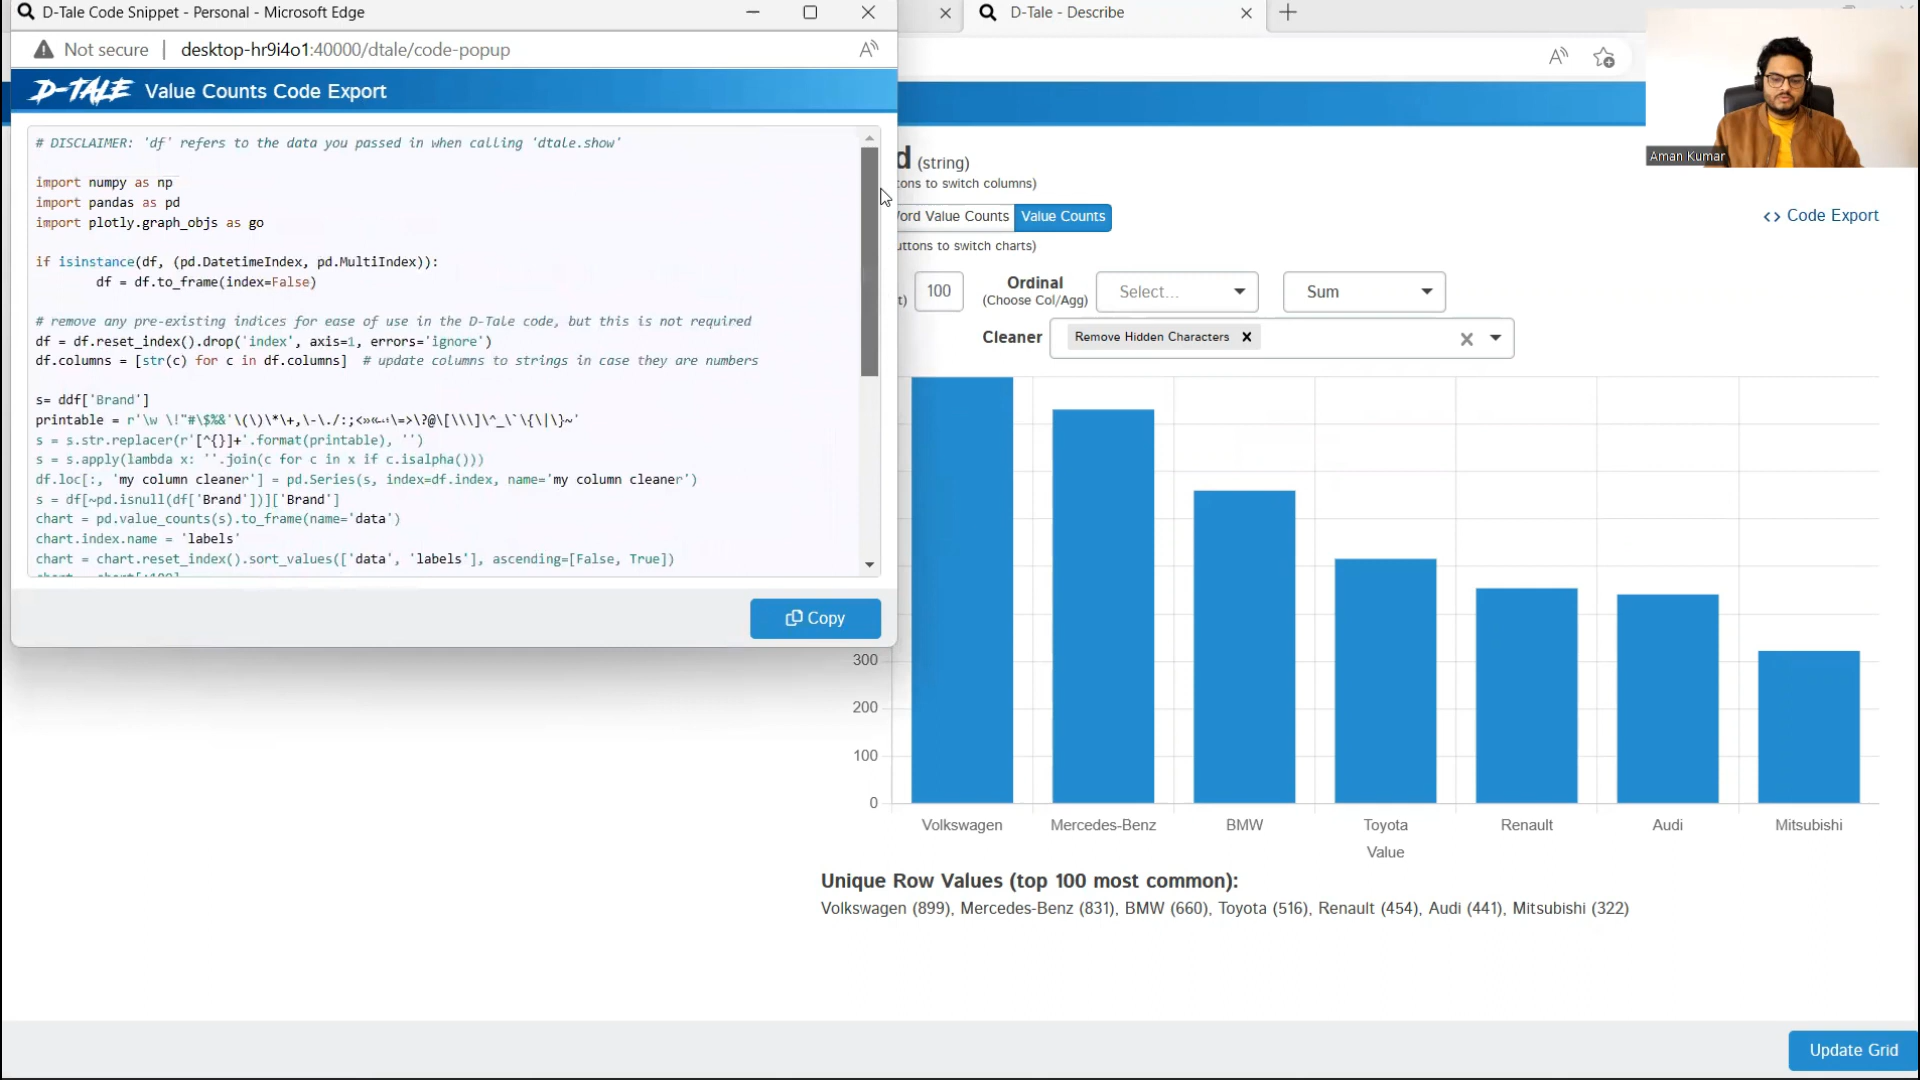 D-Tale Code Snippet - Personal - Microsoft Edge
D-Tale - Describe
Not secure | desktop-hr9i4o1:40000/dtale/code-popup
D-TALE Value Counts Code Export
# DISCLAIMER: 'df' refers to the data you passed in when calling 'dtale.show'
import numpy as np
import pandas as pd
import plotly.graph_objs as go
if isinstance(df, (pd.DatetimeIndex, pd.MultiIndex)):
df = df.to_frame(index=False)
# remove any pre-existing indices for ease of use in the D-Tale code, but this is not required
df = df.reset_index().drop('index', axis=1, errors='ignore')
df.columns = [str(c) for c in df.columns]  # update columns to strings in case they are numbers
s= ddf['Brand']
s = s.str.replacer(r'[^{}]+'.format(printable), '')
s = s.apply(lambda x: ''.join(c for c in x if c.isalpha()))
df.loc[:, 'my column cleaner'] = pd.Series(s, index=df.index, name='my column cleaner')
s = df[~pd.isnull(df['Brand'])]['Brand']
chart = pd.value_counts(s).to_frame(name='data')
chart.index.name = 'labels'
chart = chart.reset_index().sort_values(['data', 'labels'], ascending=[False, True])
Copy
Aman Kumar
d (string)
ons to switch columns)
ord Value Counts
Value Counts
<> Code Export
uttons to switch charts)
t) 100
Ordinal
(Choose Col/Agg)
Select...
Sum
Cleaner
Remove Hidden Characters
300
200
100
0
Volkswagen
Mercedes-Benz
BMW
Toyota
Renault
Audi
Mitsubishi
Value
Unique Row Values (top 100 most common):
Volkswagen (899), Mercedes-Benz (831), BMW (660), Toyota (516), Renault (454), Audi (441), Mitsubishi (322)
Update Grid